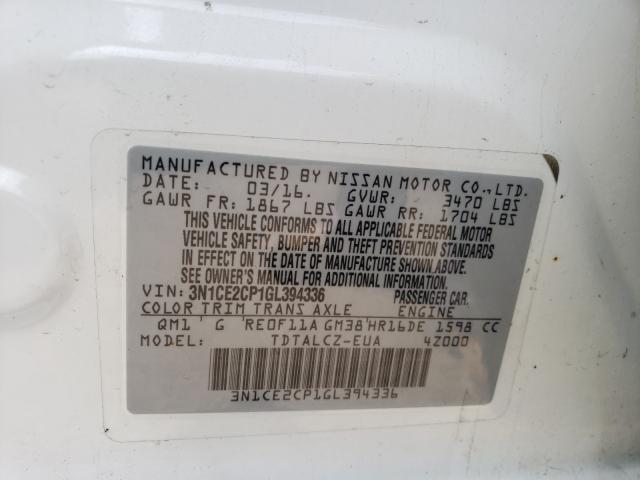 MANUFACTURED BY NISSAN MOTOR CO., LTD.
DATE: 03/16. GVWR: 3470 LBS
GAWR FR: 1867 LBS GAWR RR: 1704 LBS
THIS VEHICLE CONFORMS TO ALL APPLICABLE FEDERAL MOTOR
VEHICLE SAFETY, BUMPER AND THEFT PREVENTION STANDARDS
IN EFFECT ON THE DATE OF MANUFACTURE SHOWN ABOVE.
SEE OWNER'S MANUAL FOR ADDITIONAL INFORMATION.
VIN: 3N1CE2CP1GL394336 PASSENGER CAR.
COLOR TRIM TRANS AXLE ENGINE
QM1 G RE0F11A GM38 HR16DE 1598 CC
MODEL: TDTALCZ-EUA 4Z000
3N1CE2CP1GL394336